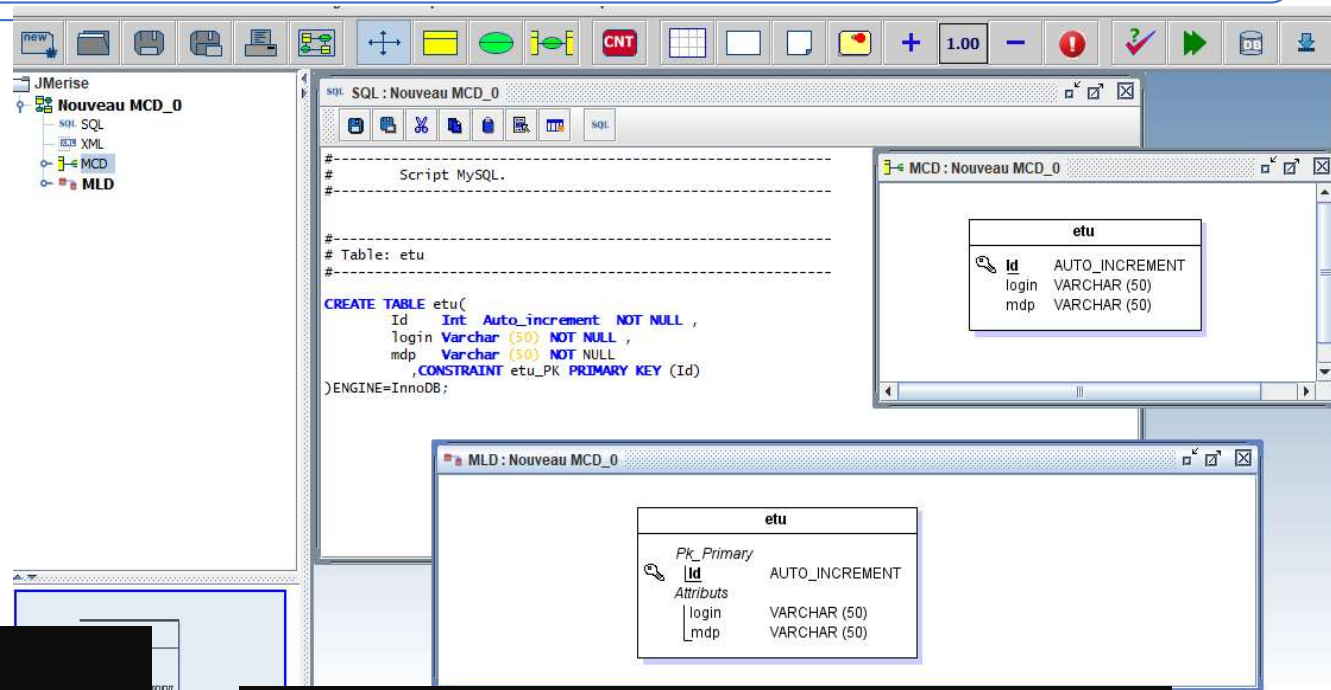 new
CNT
1.00
?
DB
JMerise
Nouveau MCD_0
SQL SQL
XML
MCD
MLD
SQL SQL : Nouveau MCD_0
SQL
#------------------------------------------------------------
#        Script MySQL.
#------------------------------------------------------------
#------------------------------------------------------------
# Table: etu
#------------------------------------------------------------
CREATE TABLE etu(
        Id    Int  Auto_increment  NOT NULL ,
        login Varchar (50) NOT NULL ,
        mdp   Varchar (50) NOT NULL
	,CONSTRAINT etu_PK PRIMARY KEY (Id)
)ENGINE=InnoDB;
MCD : Nouveau MCD_0
etu
Id AUTO_INCREMENT
login VARCHAR (50)
mdp VARCHAR (50)
MLD : Nouveau MCD_0
etu
Pk_Primary
Id AUTO_INCREMENT
Attributs
login VARCHAR (50)
mdp VARCHAR (50)